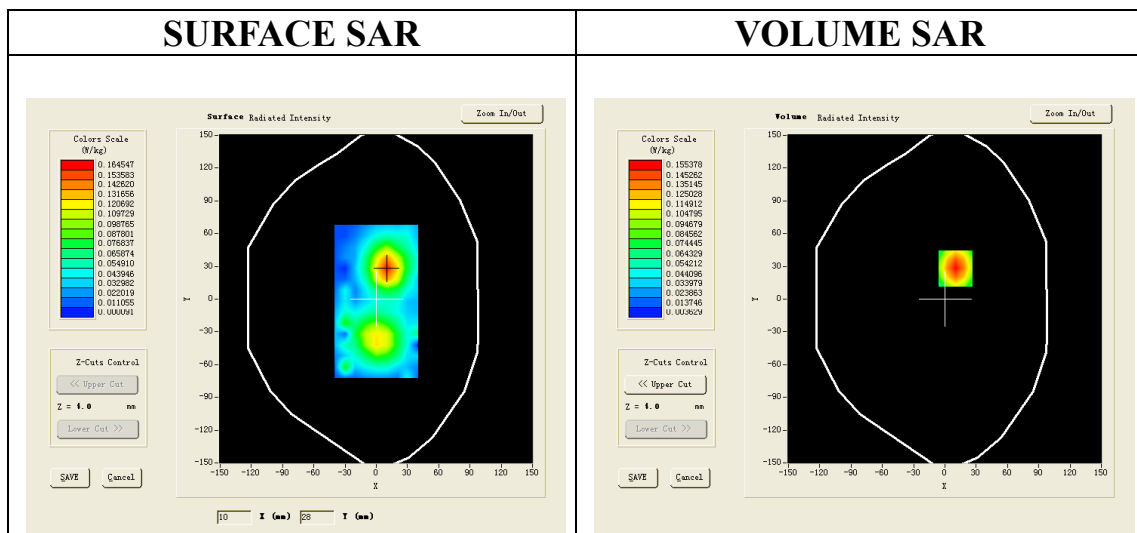 SURFACE SAR
VOLUME SAR
Surface Radiated Intensity
Zoom In/Out
Colors Scale
(W/kg)
0.164547
0.153583
0.142620
0.131656
0.120692
0.109729
0.098765
0.087801
0.076837
0.065874
0.054910
0.043946
0.032982
0.022019
0.011055
0.000091
150
120
90
60
30
0
-30
-60
-90
-120
-150
Y
-150 -120 -90 -60 -30 0 30 60 90 120 150
X
Z-Cuts Control
<< Upper Cut
Z = 4.0 mm
Lower Cut >>
SAVE Cancel
10 X (mm) 28 Y (mm)
Volume Radiated Intensity
Zoom In/Out
Colors Scale
(W/kg)
0.155378
0.145262
0.135145
0.125028
0.114912
0.104795
0.094679
0.084562
0.074445
0.064329
0.054212
0.044096
0.033979
0.023863
0.013746
0.003629
150
120
90
60
30
0
-30
-60
-90
-120
-150
Y
-150 -120 -90 -60 -30 0 30 60 90 120 150
X
Z-Cuts Control
<< Upper Cut
Z = 4.0 mm
Lower Cut >>
SAVE Cancel